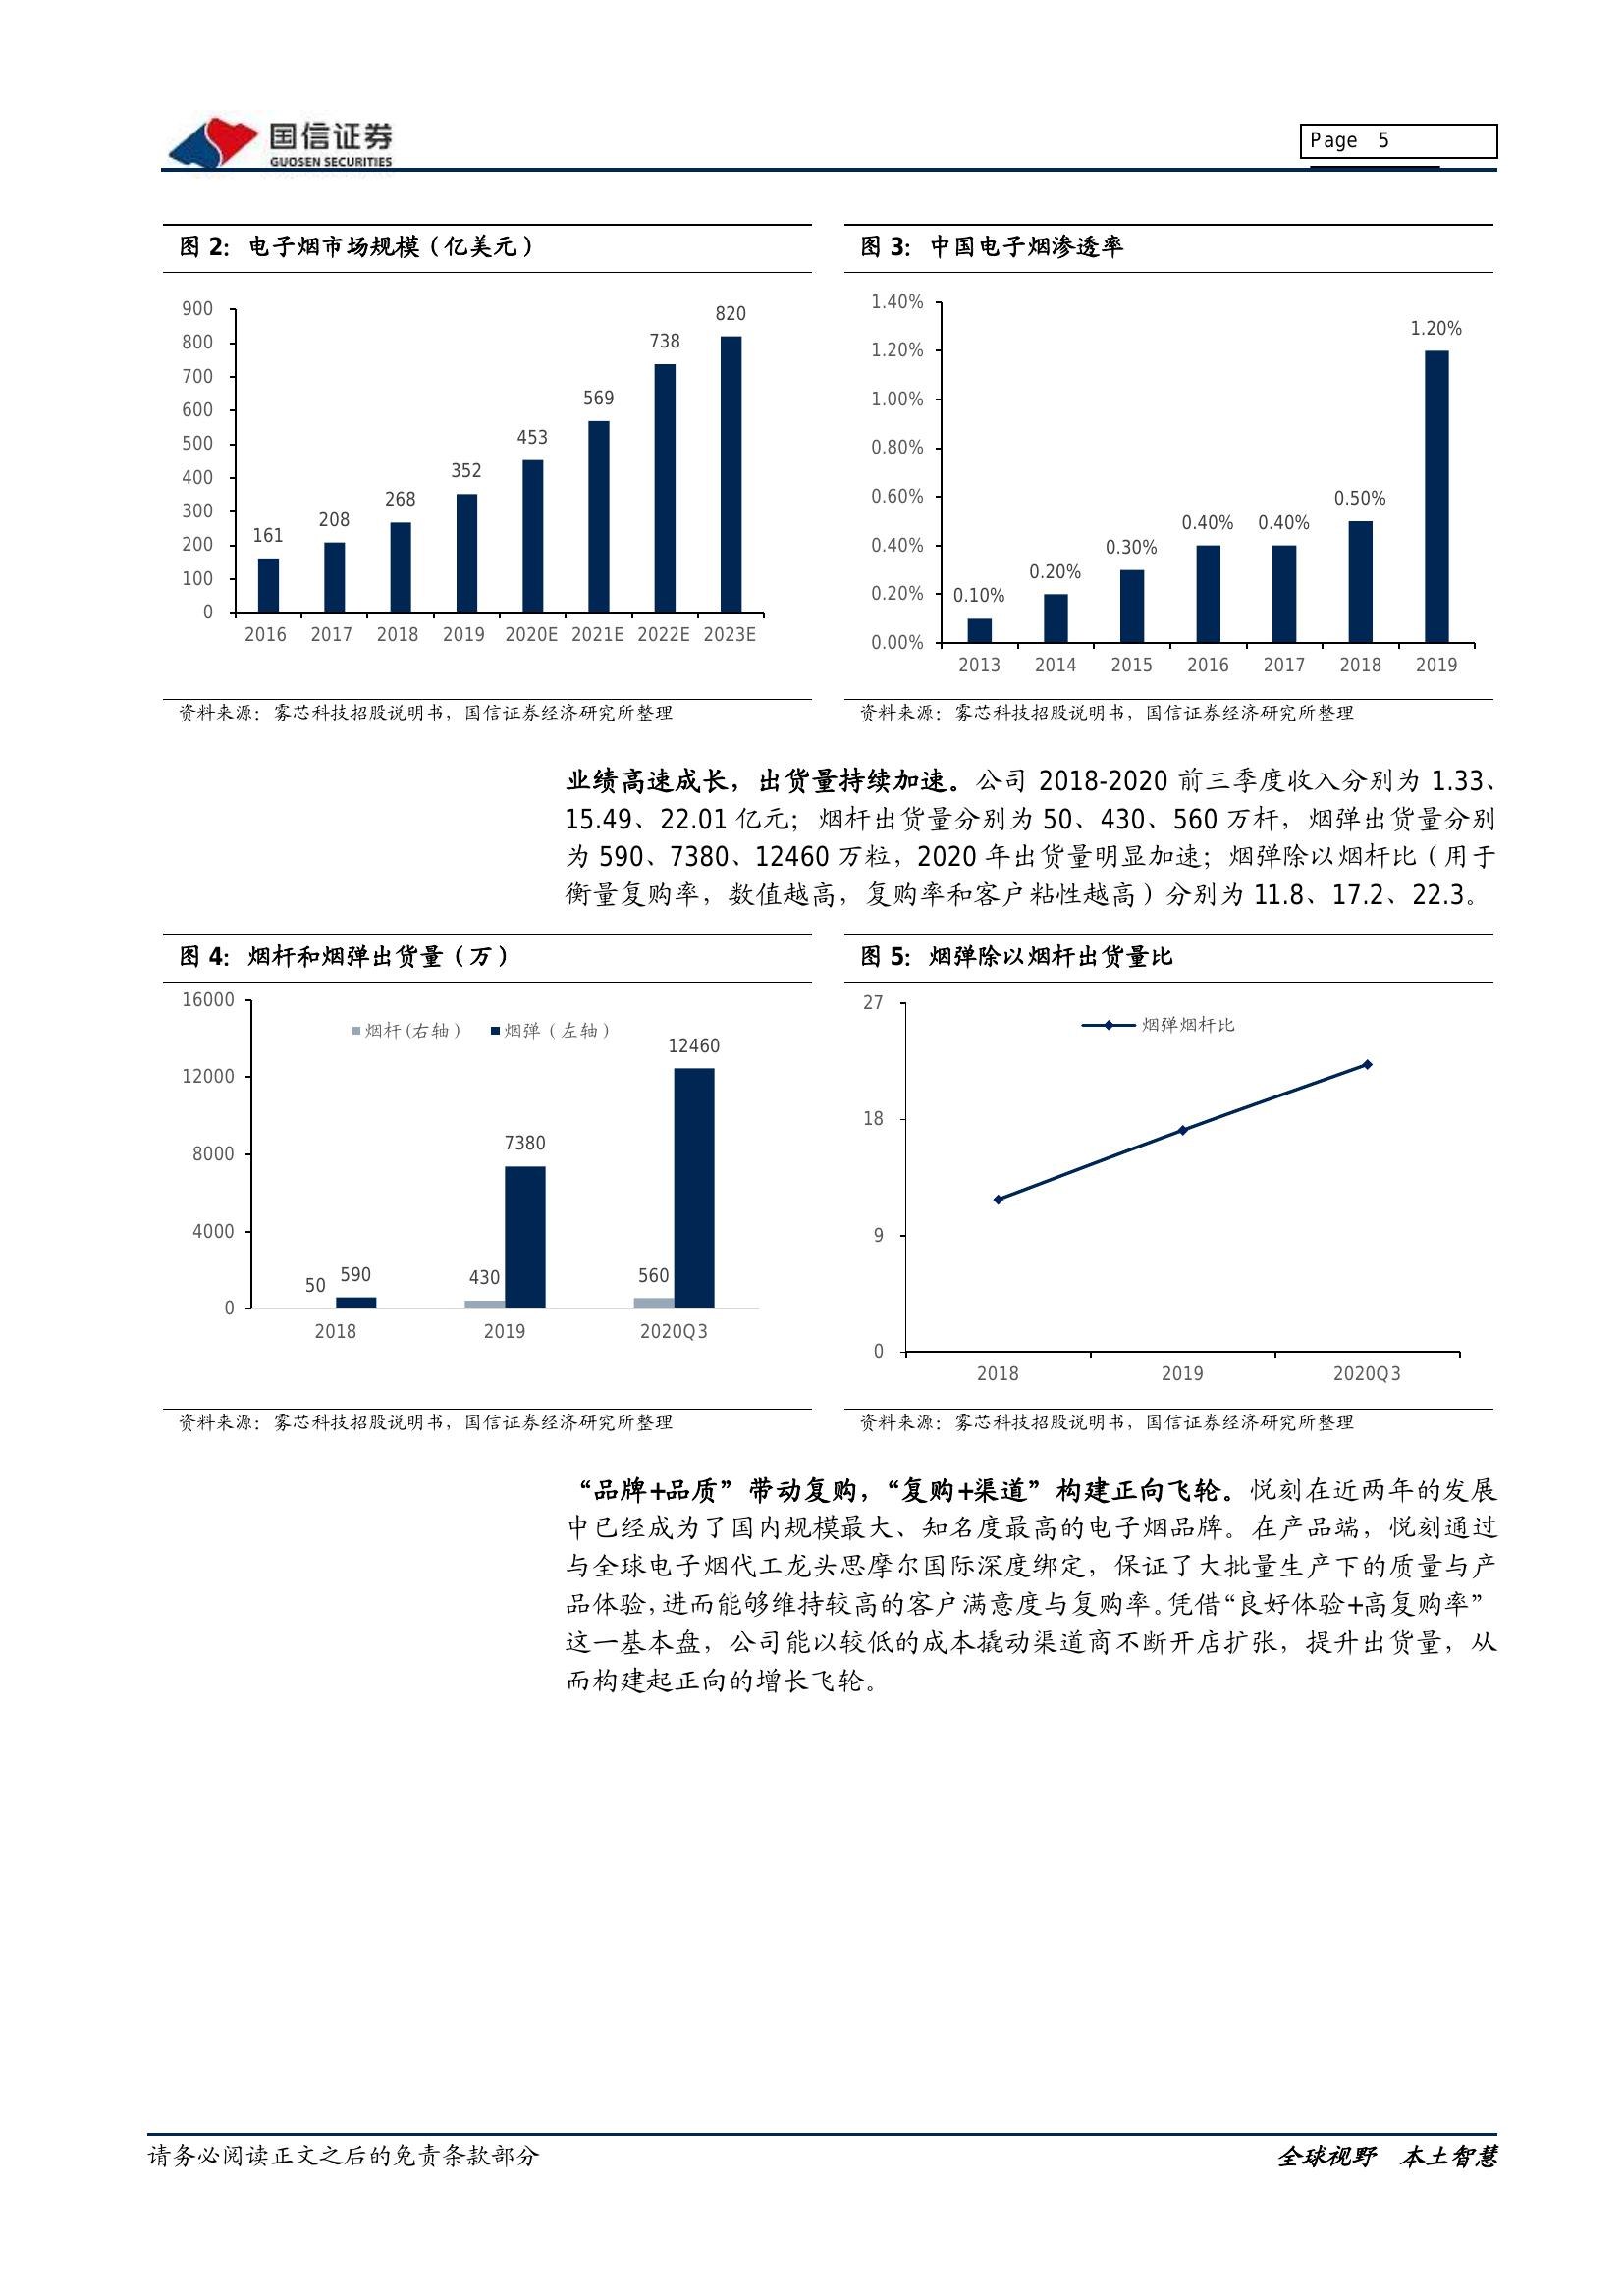 国信证券
GUOSEN SECURITIES
Page 5
图 2：电子烟市场规模（亿美元）
900
800
700
600
500
400
300
200
100
0
161
208
268
352
453
569
738
820
2016 2017 2018 2019 2020E 2021E 2022E 2023E
资料来源：雾芯科技招股说明书，国信证券经济研究所整理
图 3：中国电子烟渗透率
1.40%
1.20%
1.00%
0.80%
0.60%
0.40%
0.20%
0.00%
0.10%
0.20%
0.30%
0.40%
0.40%
0.50%
1.20%
2013 2014 2015 2016 2017 2018 2019
资料来源：雾芯科技招股说明书，国信证券经济研究所整理
业绩高速成长，出货量持续加速。公司 2018-2020 前三季度收入分别为 1.33、
15.49、22.01 亿元；烟杆出货量分别为 50、430、560 万杆，烟弹出货量分别
为 590、7380、12460 万粒，2020 年出货量明显加速；烟弹除以烟杆比（用于
衡量复购率，数值越高，复购率和客户粘性越高）分别为 11.8、17.2、22.3。
图 4：烟杆和烟弹出货量（万）
16000
12000
8000
4000
0
烟杆(右轴） 烟弹（左轴）
50 590
430 7380
560 12460
2018 2019 2020Q3
资料来源：雾芯科技招股说明书，国信证券经济研究所整理
图 5：烟弹除以烟杆出货量比
27
18
9
0
烟弹烟杆比
2018 2019 2020Q3
资料来源：雾芯科技招股说明书，国信证券经济研究所整理
“品牌+品质”带动复购，“复购+渠道”构建正向飞轮。悦刻在近两年的发展
中已经成为了国内规模最大、知名度最高的电子烟品牌。在产品端，悦刻通过
与全球电子烟代工龙头思摩尔国际深度绑定，保证了大批量生产下的质量与产
品体验，进而能够维持较高的客户满意度与复购率。凭借“良好体验+高复购率”
这一基本盘，公司能以较低的成本撬动渠道商不断开店扩张，提升出货量，从
而构建起正向的增长飞轮。
请务必阅读正文之后的免责条款部分
全球视野 本土智慧